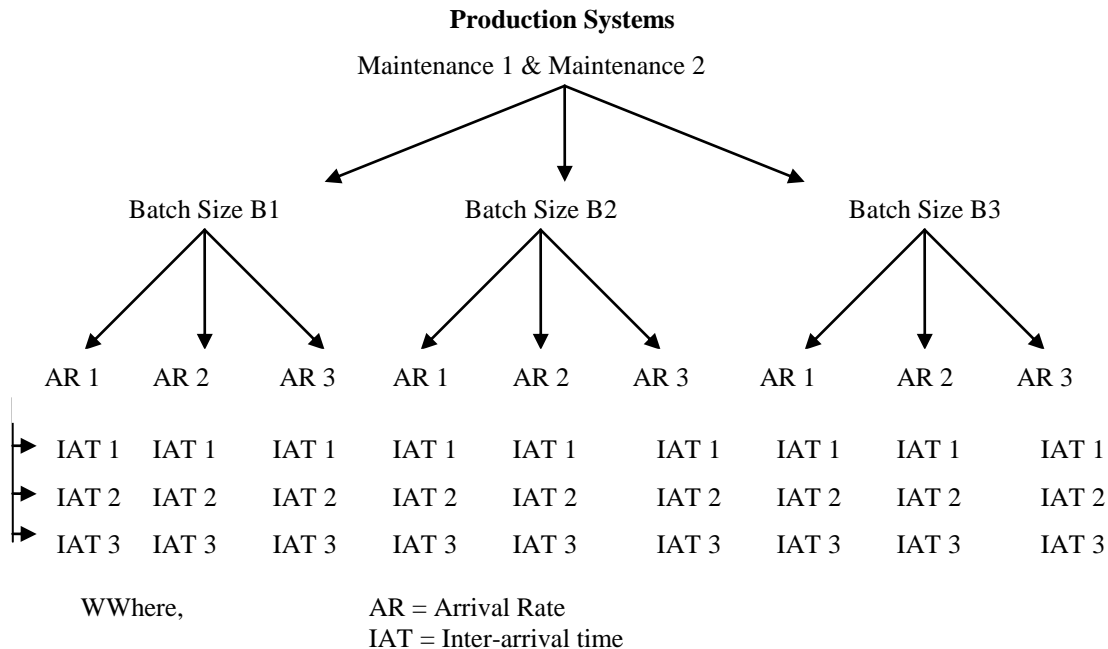 Production Systems
Maintenance 1 & Maintenance 2
Batch Size B1 Batch Size B2 Batch Size B3
AR 1 AR 2 AR 3 AR 1 AR 2 AR 3 AR 1 AR 2 AR 3
IAT 1 IAT 1 IAT 1 IAT 1 IAT 1 IAT 1 IAT 1 IAT 1 IAT 1
IAT 2 IAT 2 IAT 2 IAT 2 IAT 2 IAT 2 IAT 2 IAT 2 IAT 2
IAT 3 IAT 3 IAT 3 IAT 3 IAT 3 IAT 3 IAT 3 IAT 3 IAT 3
WWhere, AR = Arrival Rate
IAT = Inter-arrival time